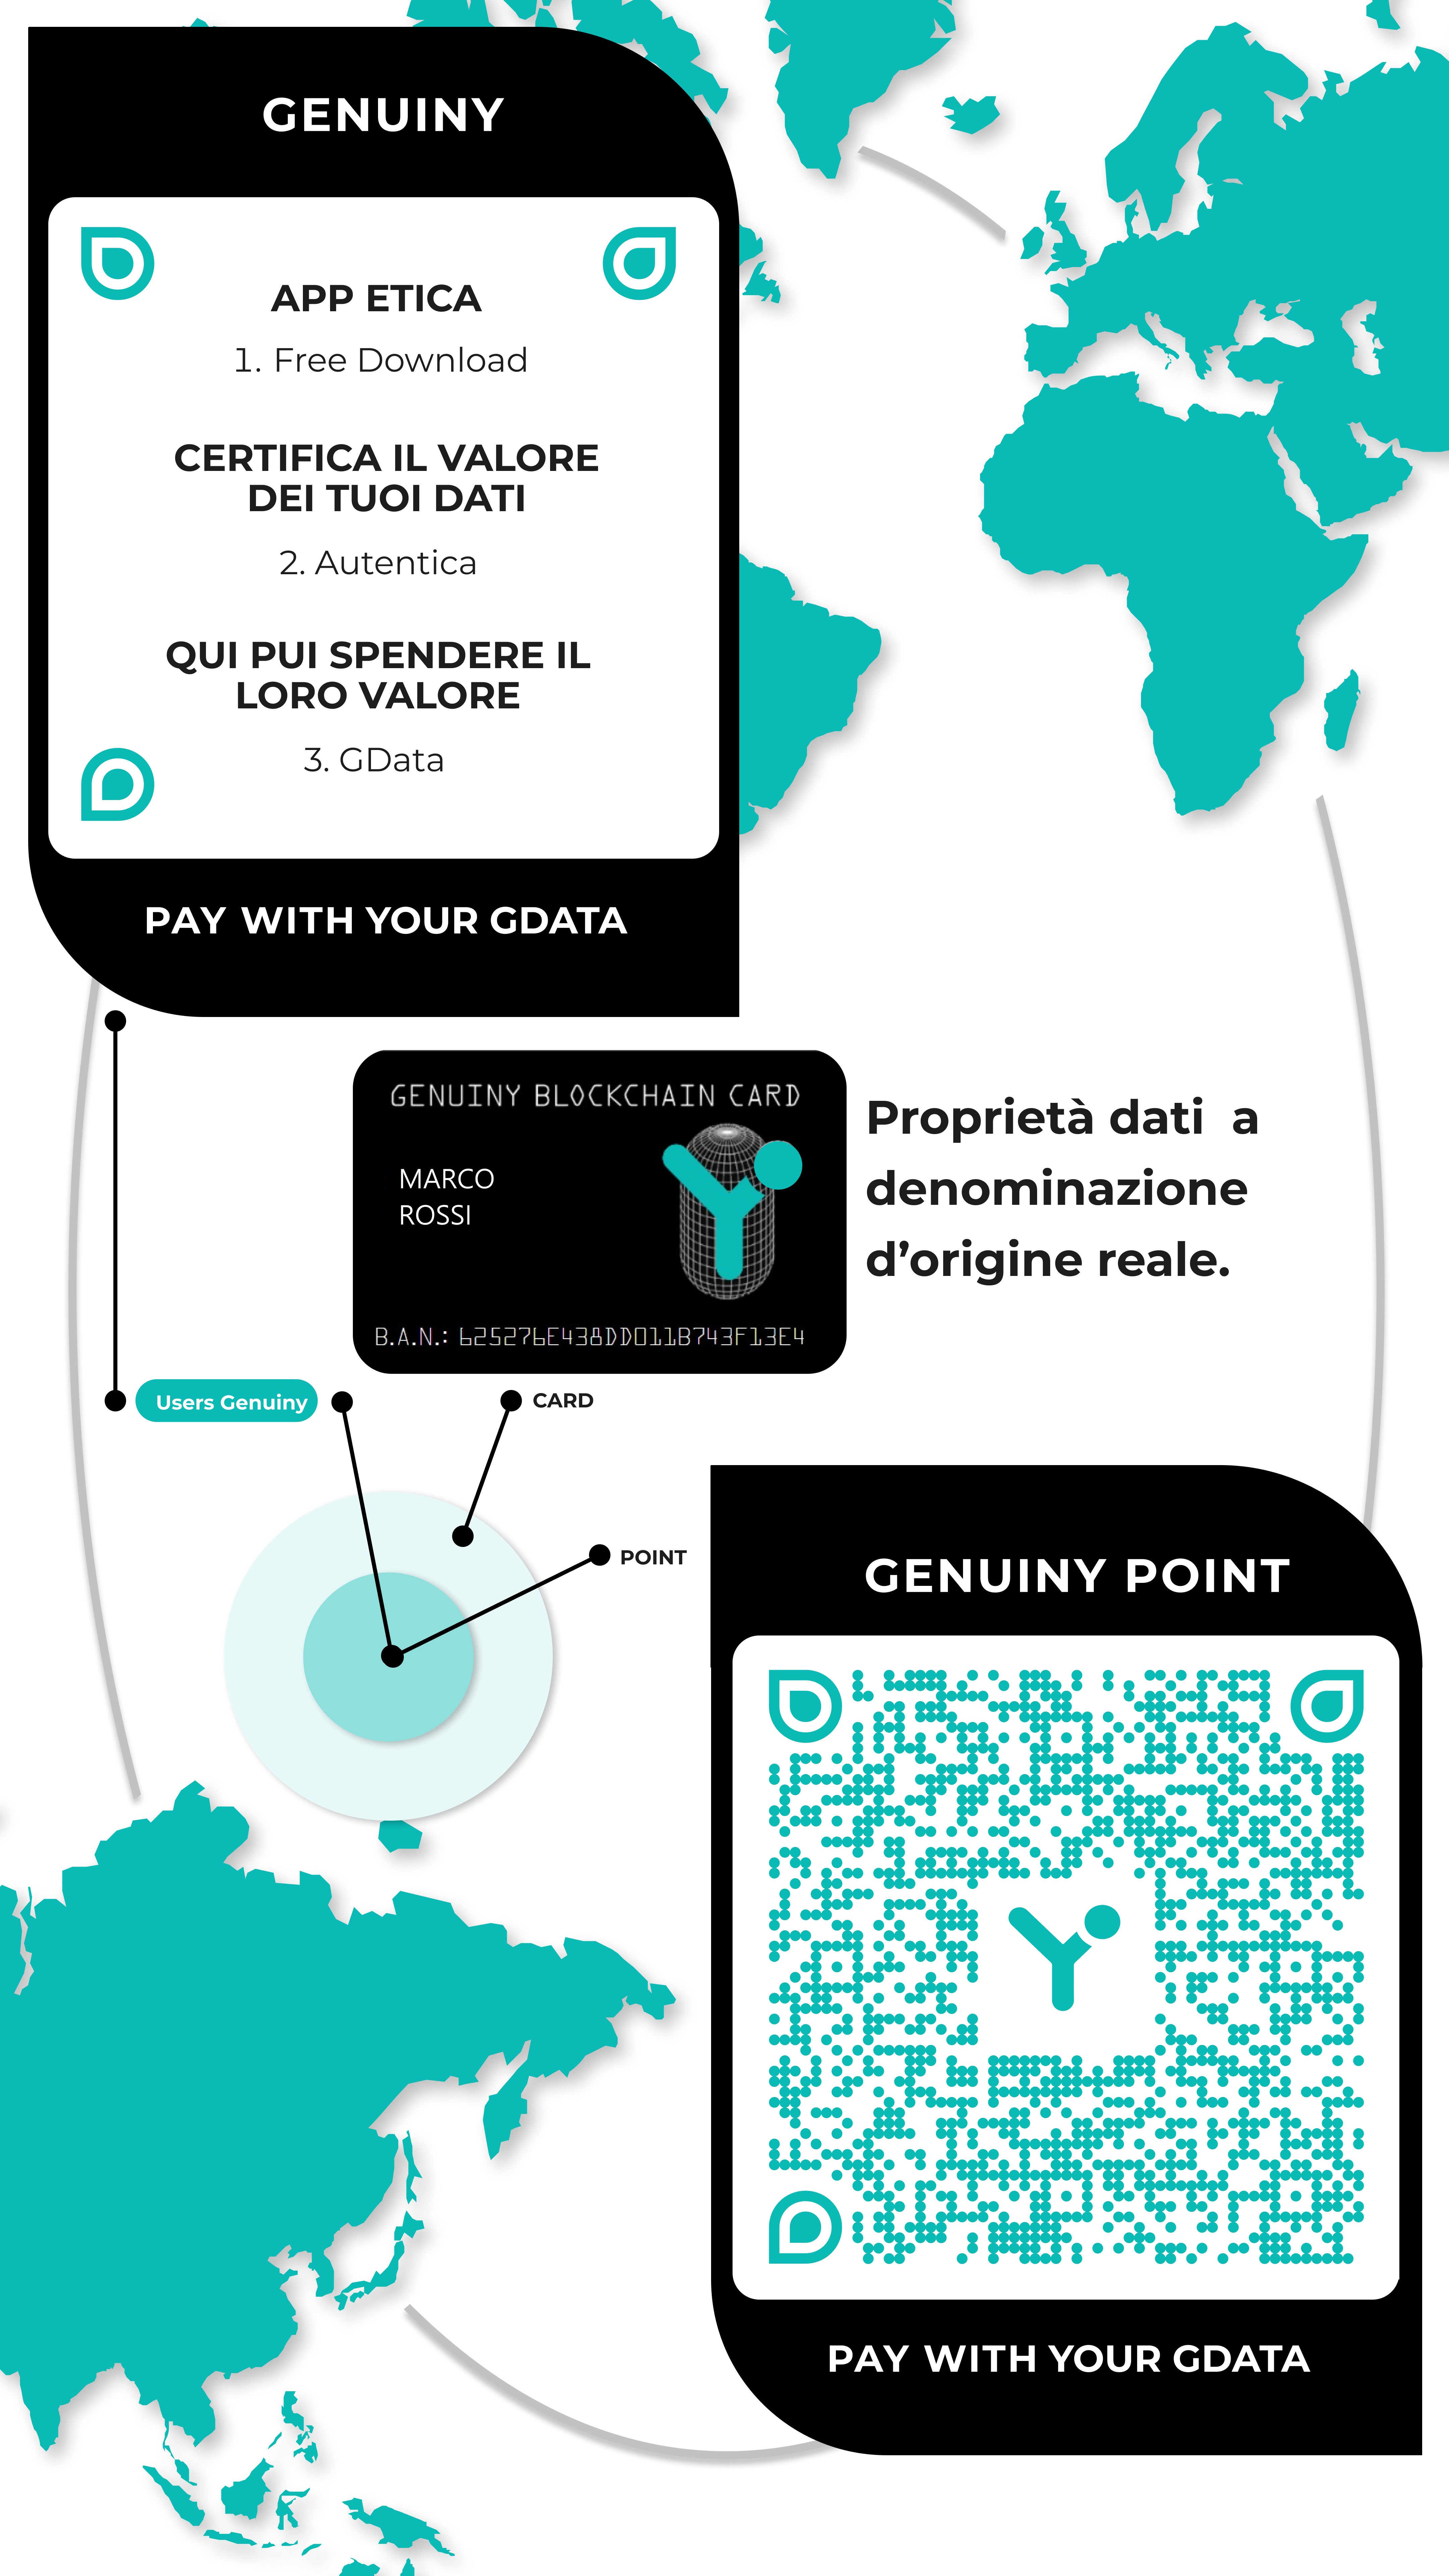 GENUINY
APP ETICA
1. Free Download
CERTIFICA IL VALORE
DEI TUOI DATI
2. Autentica
QUI PUI SPENDERE IL
LORO VALORE
3. GData
PAY WITH YOUR GDATA
GENUINY BLOCKCHAIN CARD
MARCO
ROSSI
B.A.N.: 625276E438DD011B743F13E4
Proprietà dati a
denominazione
d’origine reale.
Users Genuiny
CARD
POINT
GENUINY POINT
PAY WITH YOUR GDATA